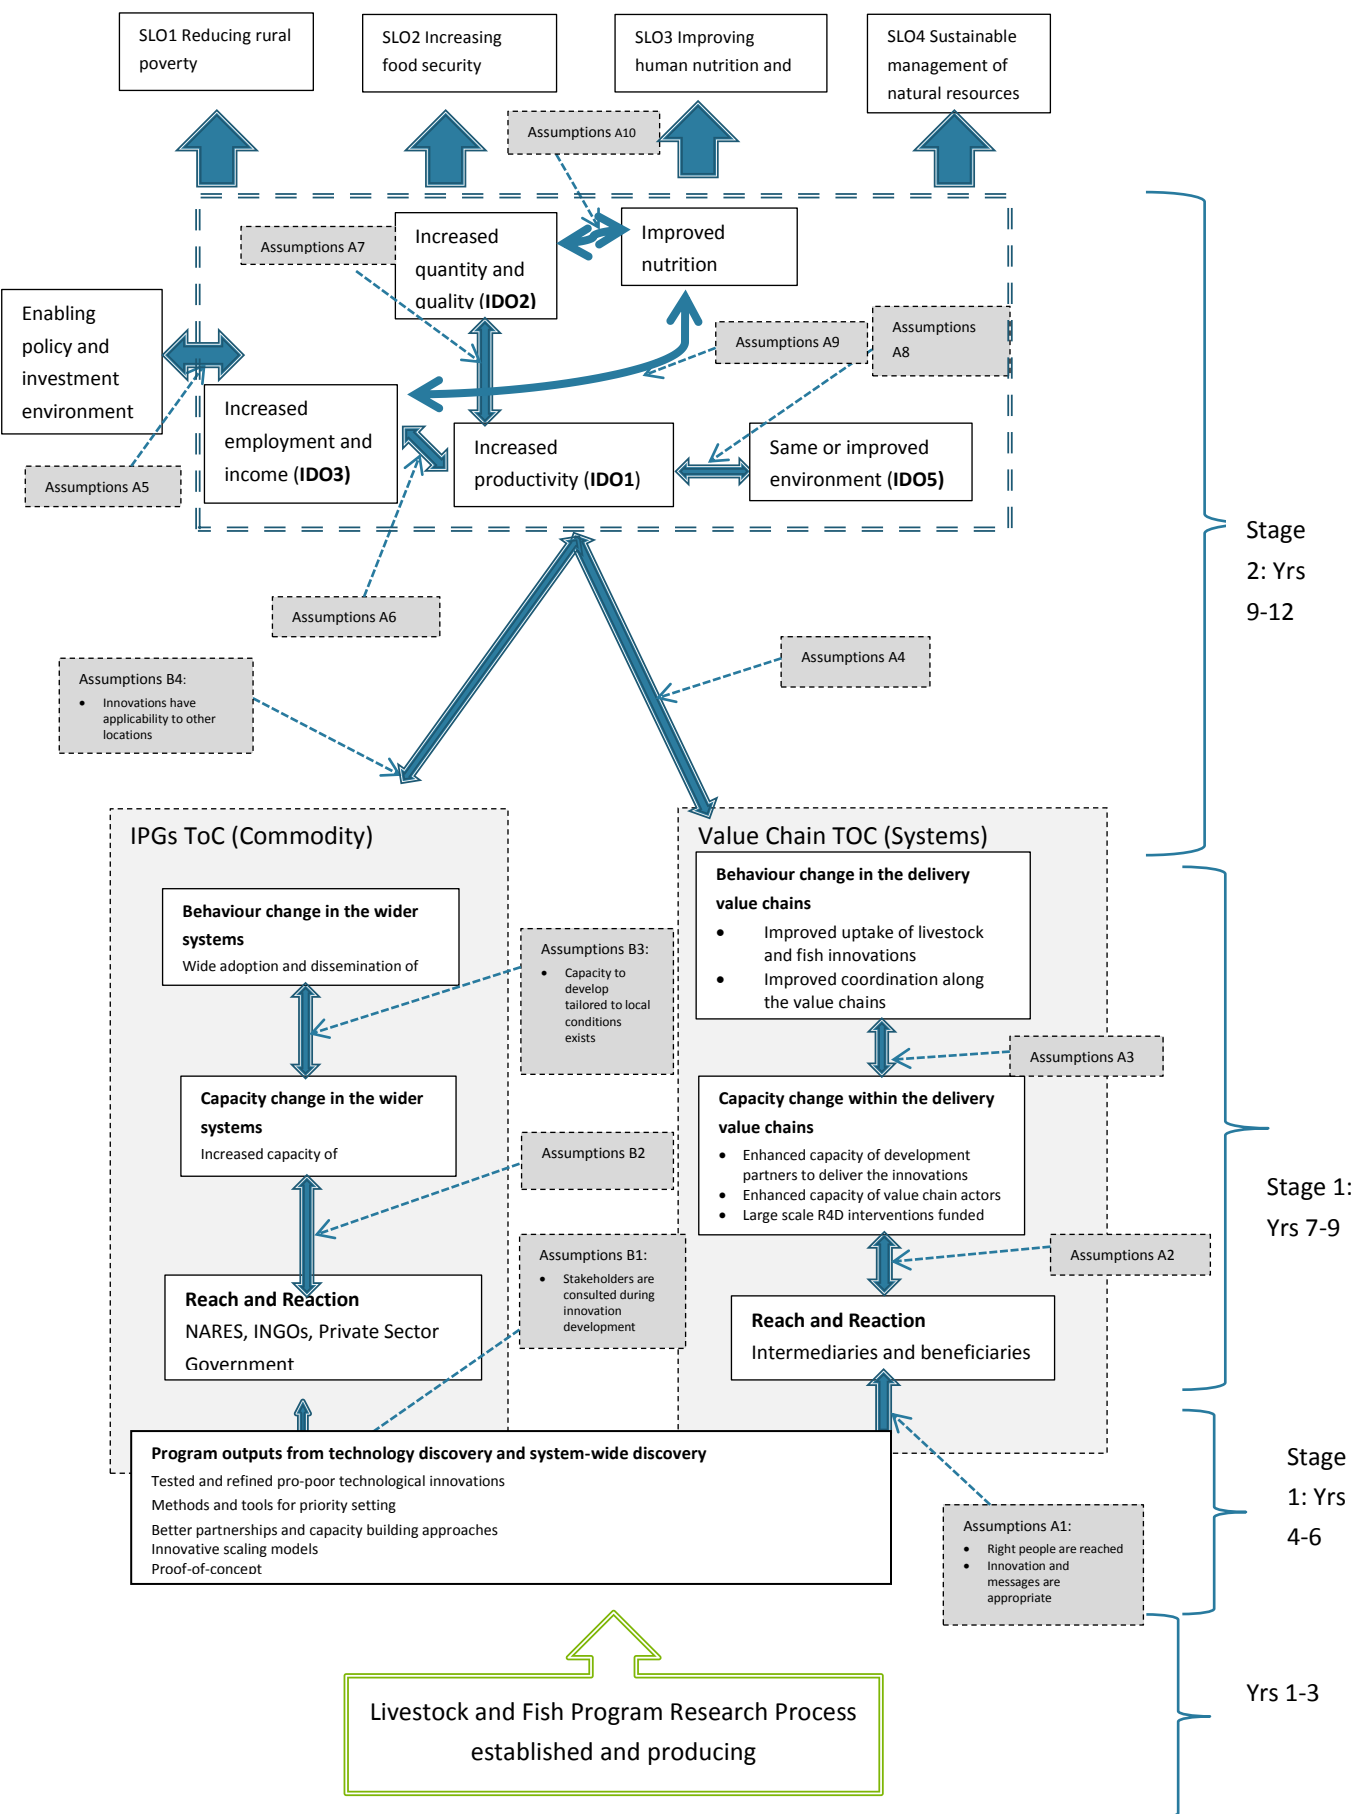 SLO1 Reducing rural
poverty
SLO2 Increasing
food security
SLO3 Improving
human nutrition and
SLO4 Sustainable
management of
natural resources
Assumptions A10
Assumptions A7
Increased
quantity and
quality (IDO2)
Improved
nutrition
Enabling
policy and
investment
environment
Assumptions A9
Assumptions
A8
Increased
employment and
income (IDO3)
Increased
productivity (IDO1)
Same or improved
environment (IDO5)
Assumptions A5
Stage
2: Yrs
9-12
Assumptions A6
Assumptions A4
Assumptions B4:
• Innovations have
applicability to other
locations
IPGs ToC (Commodity)
Behaviour change in the wider
systems
Wide adoption and dissemination of
Assumptions B3:
• Capacity to
develop
tailored to local
conditions
exists
Capacity change in the wider
systems
Increased capacity of
Assumptions B2
Assumptions B1:
• Stakeholders are
consulted during
innovation
development
Reach and Reaction
NARES, INGOs, Private Sector
Government
Value Chain TOC (Systems)
Behaviour change in the delivery
value chains
• Improved uptake of livestock
and fish innovations
• Improved coordination along
the value chains
Assumptions A3
Capacity change within the delivery
value chains
• Enhanced capacity of development
partners to deliver the innovations
• Enhanced capacity of value chain actors
• Large scale R4D interventions funded
Assumptions A2
Reach and Reaction
Intermediaries and beneficiaries
Stage 1:
Yrs 7-9
Program outputs from technology discovery and system-wide discovery
Tested and refined pro-poor technological innovations
Methods and tools for priority setting
Better partnerships and capacity building approaches
Innovative scaling models
Proof-of-concept
Assumptions A1:
• Right people are reached
• Innovation and
messages are
appropriate
Stage
1: Yrs
4-6
Livestock and Fish Program Research Process
established and producing
Yrs 1-3